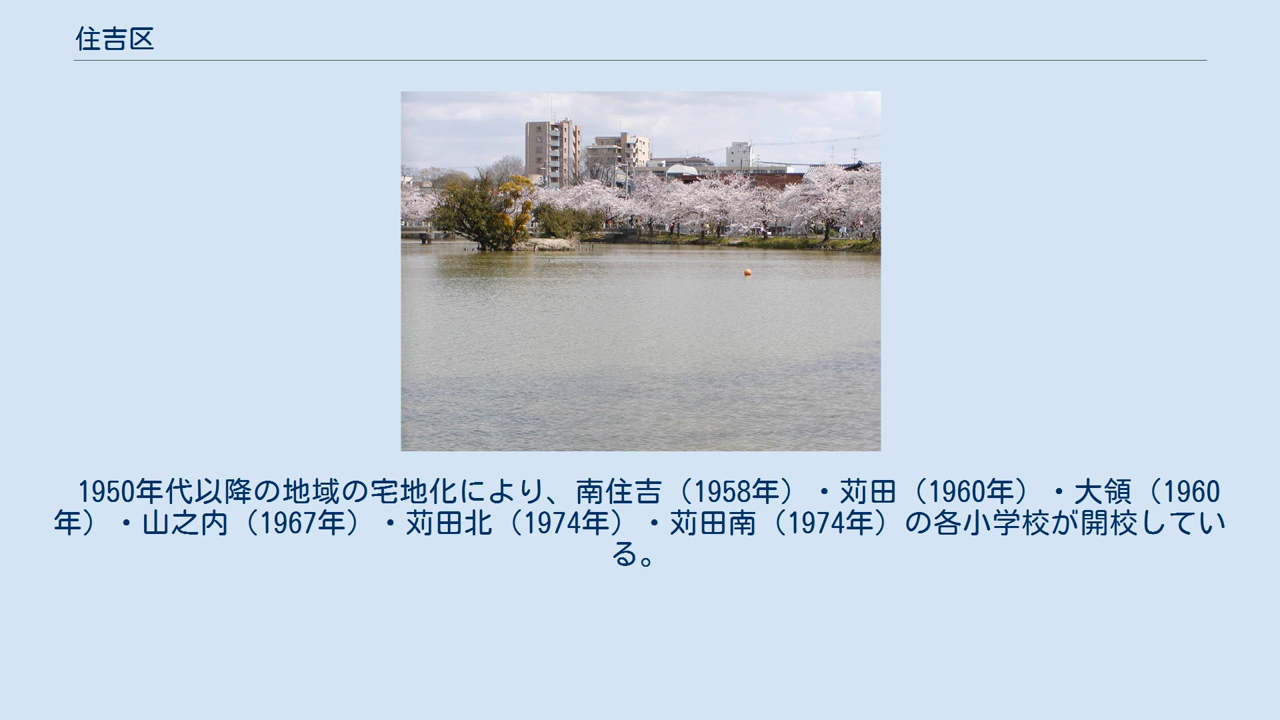 住吉区
1950年代以降の地域の宅地化により、南住吉（1958年）・苅田（1960年）・大領（1960
年）・山之内（1967年）・苅田北（1974年）・苅田南（1974年）の各小学校が開校してい
る。